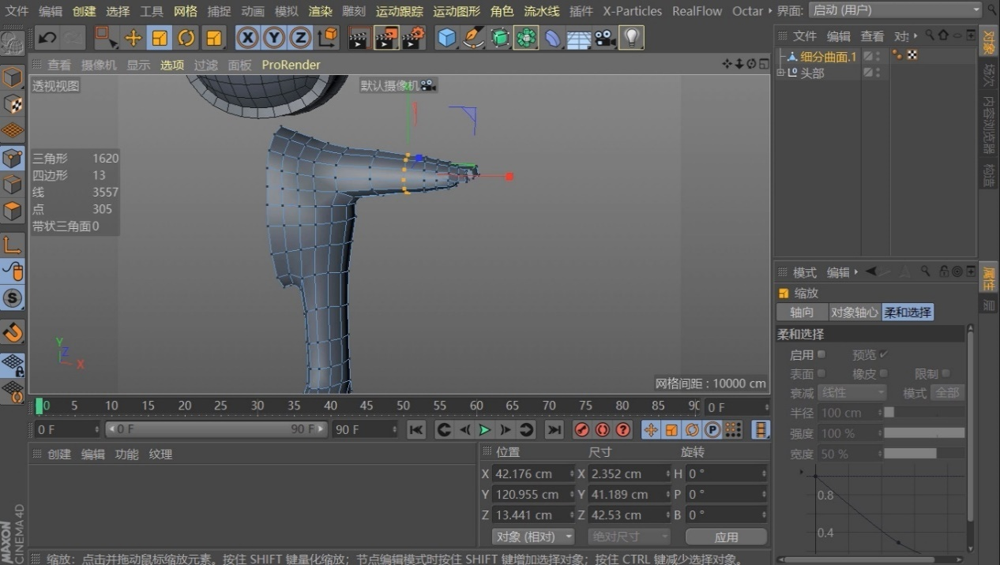 文件 编辑 创建 选择 工具 网格 捕捉 动画 模拟 渲染 雕刻 运动跟踪 运动图形 角色 流水线 插件 X-Particles RealFlow Octar 界面: 启动 (用户)
X Y Z
文件 编辑 查看 对
查看 摄像机 显示 选项 过滤 面板 ProRender
细分曲面.1
头部
对象
场次
内容浏览器
构造
透视视图
默认摄像机
三角形 1620
四边形 13
线 3557
点 305
带状三角面 0
Y
Z
X
网格间距 : 10000 cm
模式 编辑
缩放
轴向 对象轴心 柔和选择
柔和选择
启用 预览
表面 橡皮 限制
衰减 线性 模式 全部
半径 100 cm
强度 100 %
宽度 50 %
0.8
0.4
属性
层
0 5 10 15 20 25 30 35 40 45 50 55 60 65 70 75 80 85 90 0 F
0 F 0 F 90 F 90 F
创建 编辑 功能 纹理
位置 尺寸 旋转
X 42.176 cm X 2.352 cm H 0 °
Y 120.955 cm Y 41.189 cm P 0 °
Z 13.441 cm Z 42.53 cm B 0 °
对象 (相对) 绝对尺寸 应用
MAXON
CINEMA 4D
缩放：点击并拖动鼠标缩放元素。按住 SHIFT 键量化缩放；节点编辑模式时按住 SHIFT 键增加选择对象；按住 CTRL 键减少选择对象。